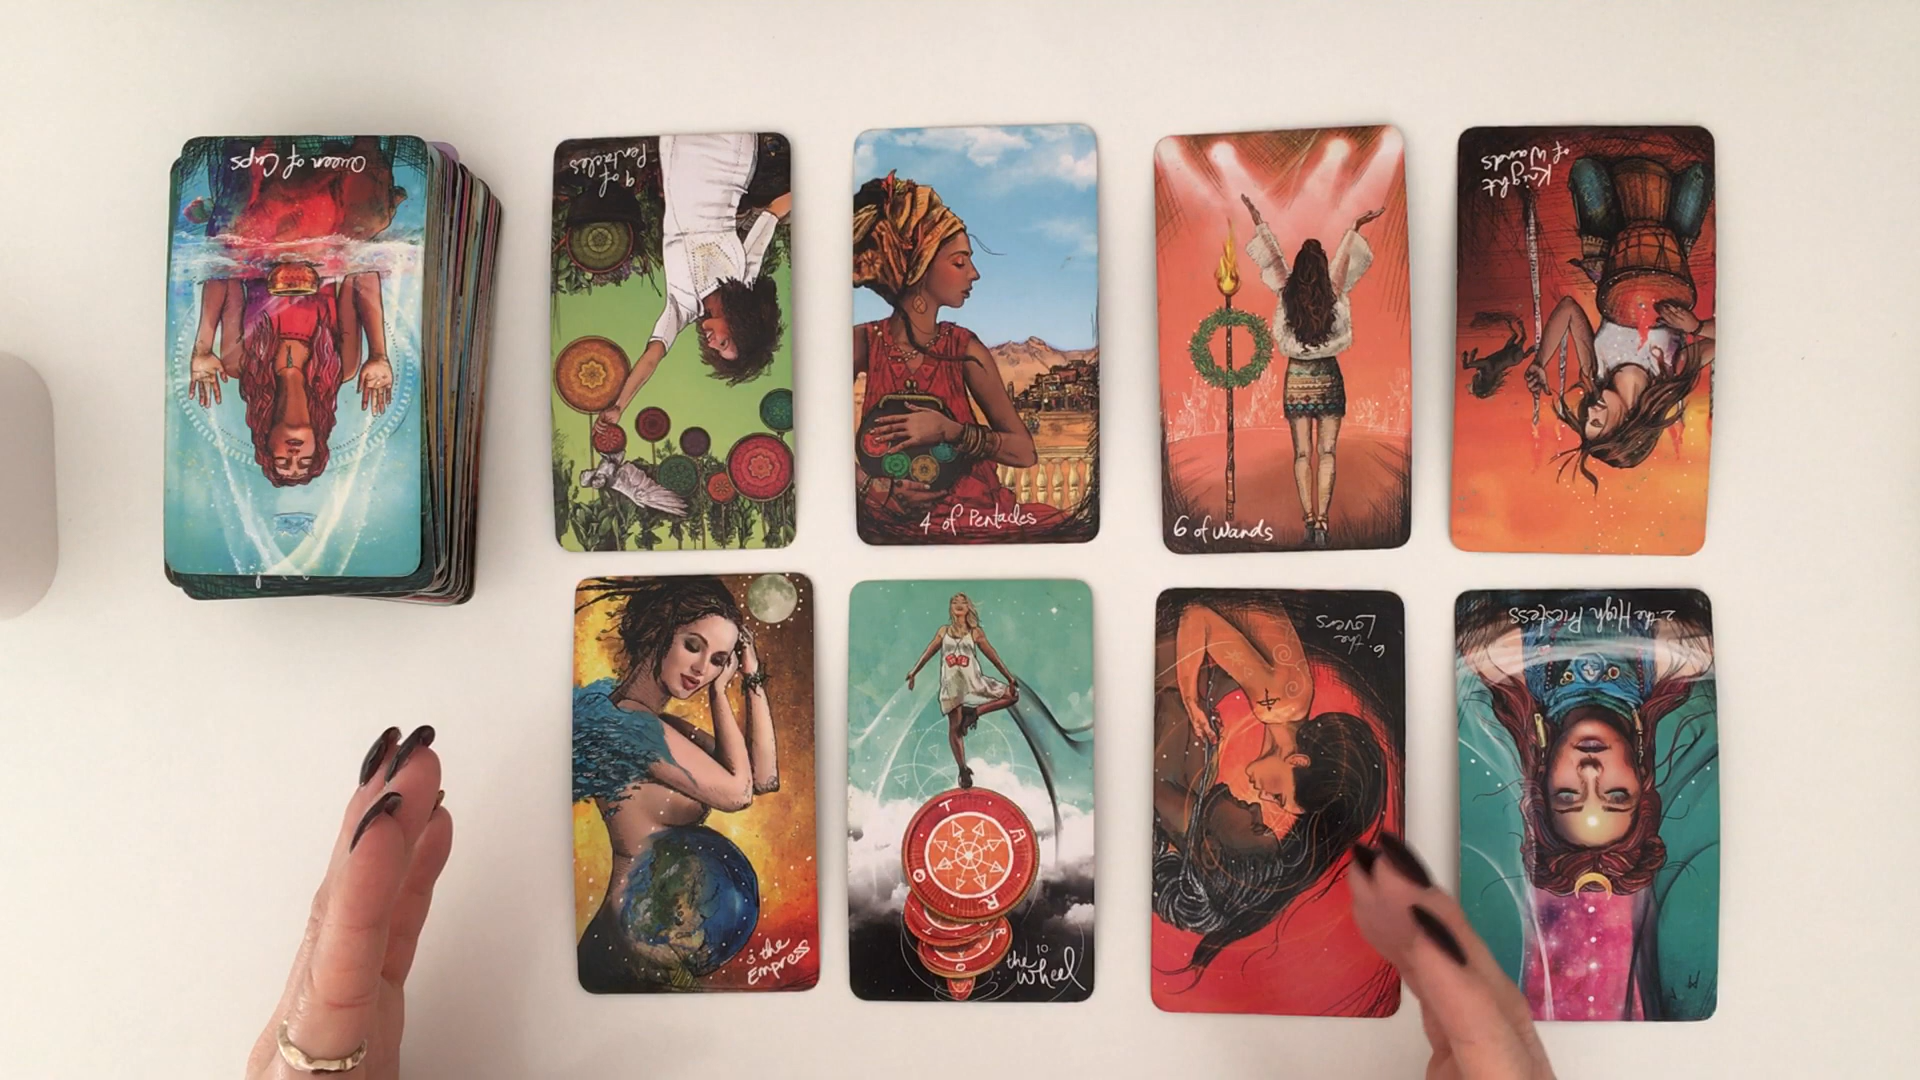 Queen of Cups
9 of
Pentacles
4 of Pentacles
6 of Wands
Knight
of Wands
3 the
Empress
T A R O
T A R O
10
the
Wheel
6. the
Lovers
2. the High Priestess